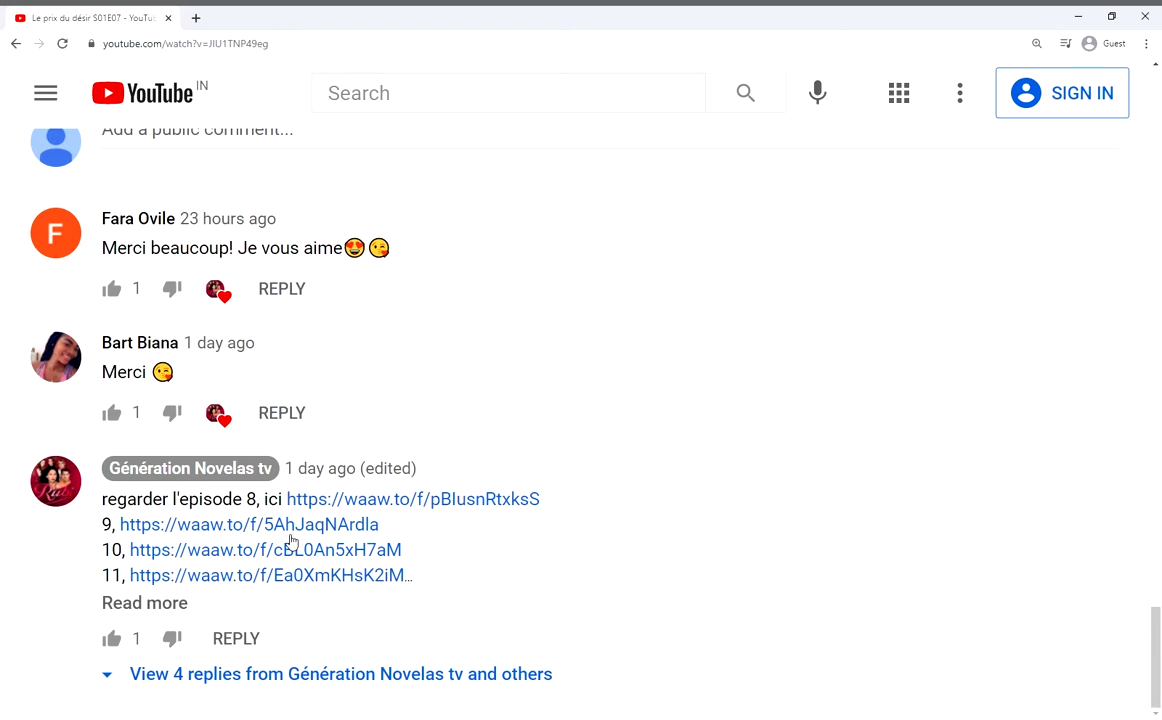 Le prix du désir S01E07 - YouTub
youtube.com/watch?v=JIU1TNP49eg
Guest
YouTube IN
Search
SIGN IN
Add a public comment...
F
Fara Ovile 23 hours ago
Merci beaucoup! Je vous aime😍😘
1 REPLY
Bart Biana 1 day ago
Merci 😘
1 REPLY
Rubi
Génération Novelas tv 1 day ago (edited)
regarder l'episode 8, ici https://waaw.to/f/pBIusnRtxksS
9, https://waaw.to/f/5AhJaqNArdla
10, https://waaw.to/f/cBL0An5xH7aM
11, https://waaw.to/f/Ea0XmKHsK2iM...
Read more
1 REPLY
View 4 replies from Génération Novelas tv and others